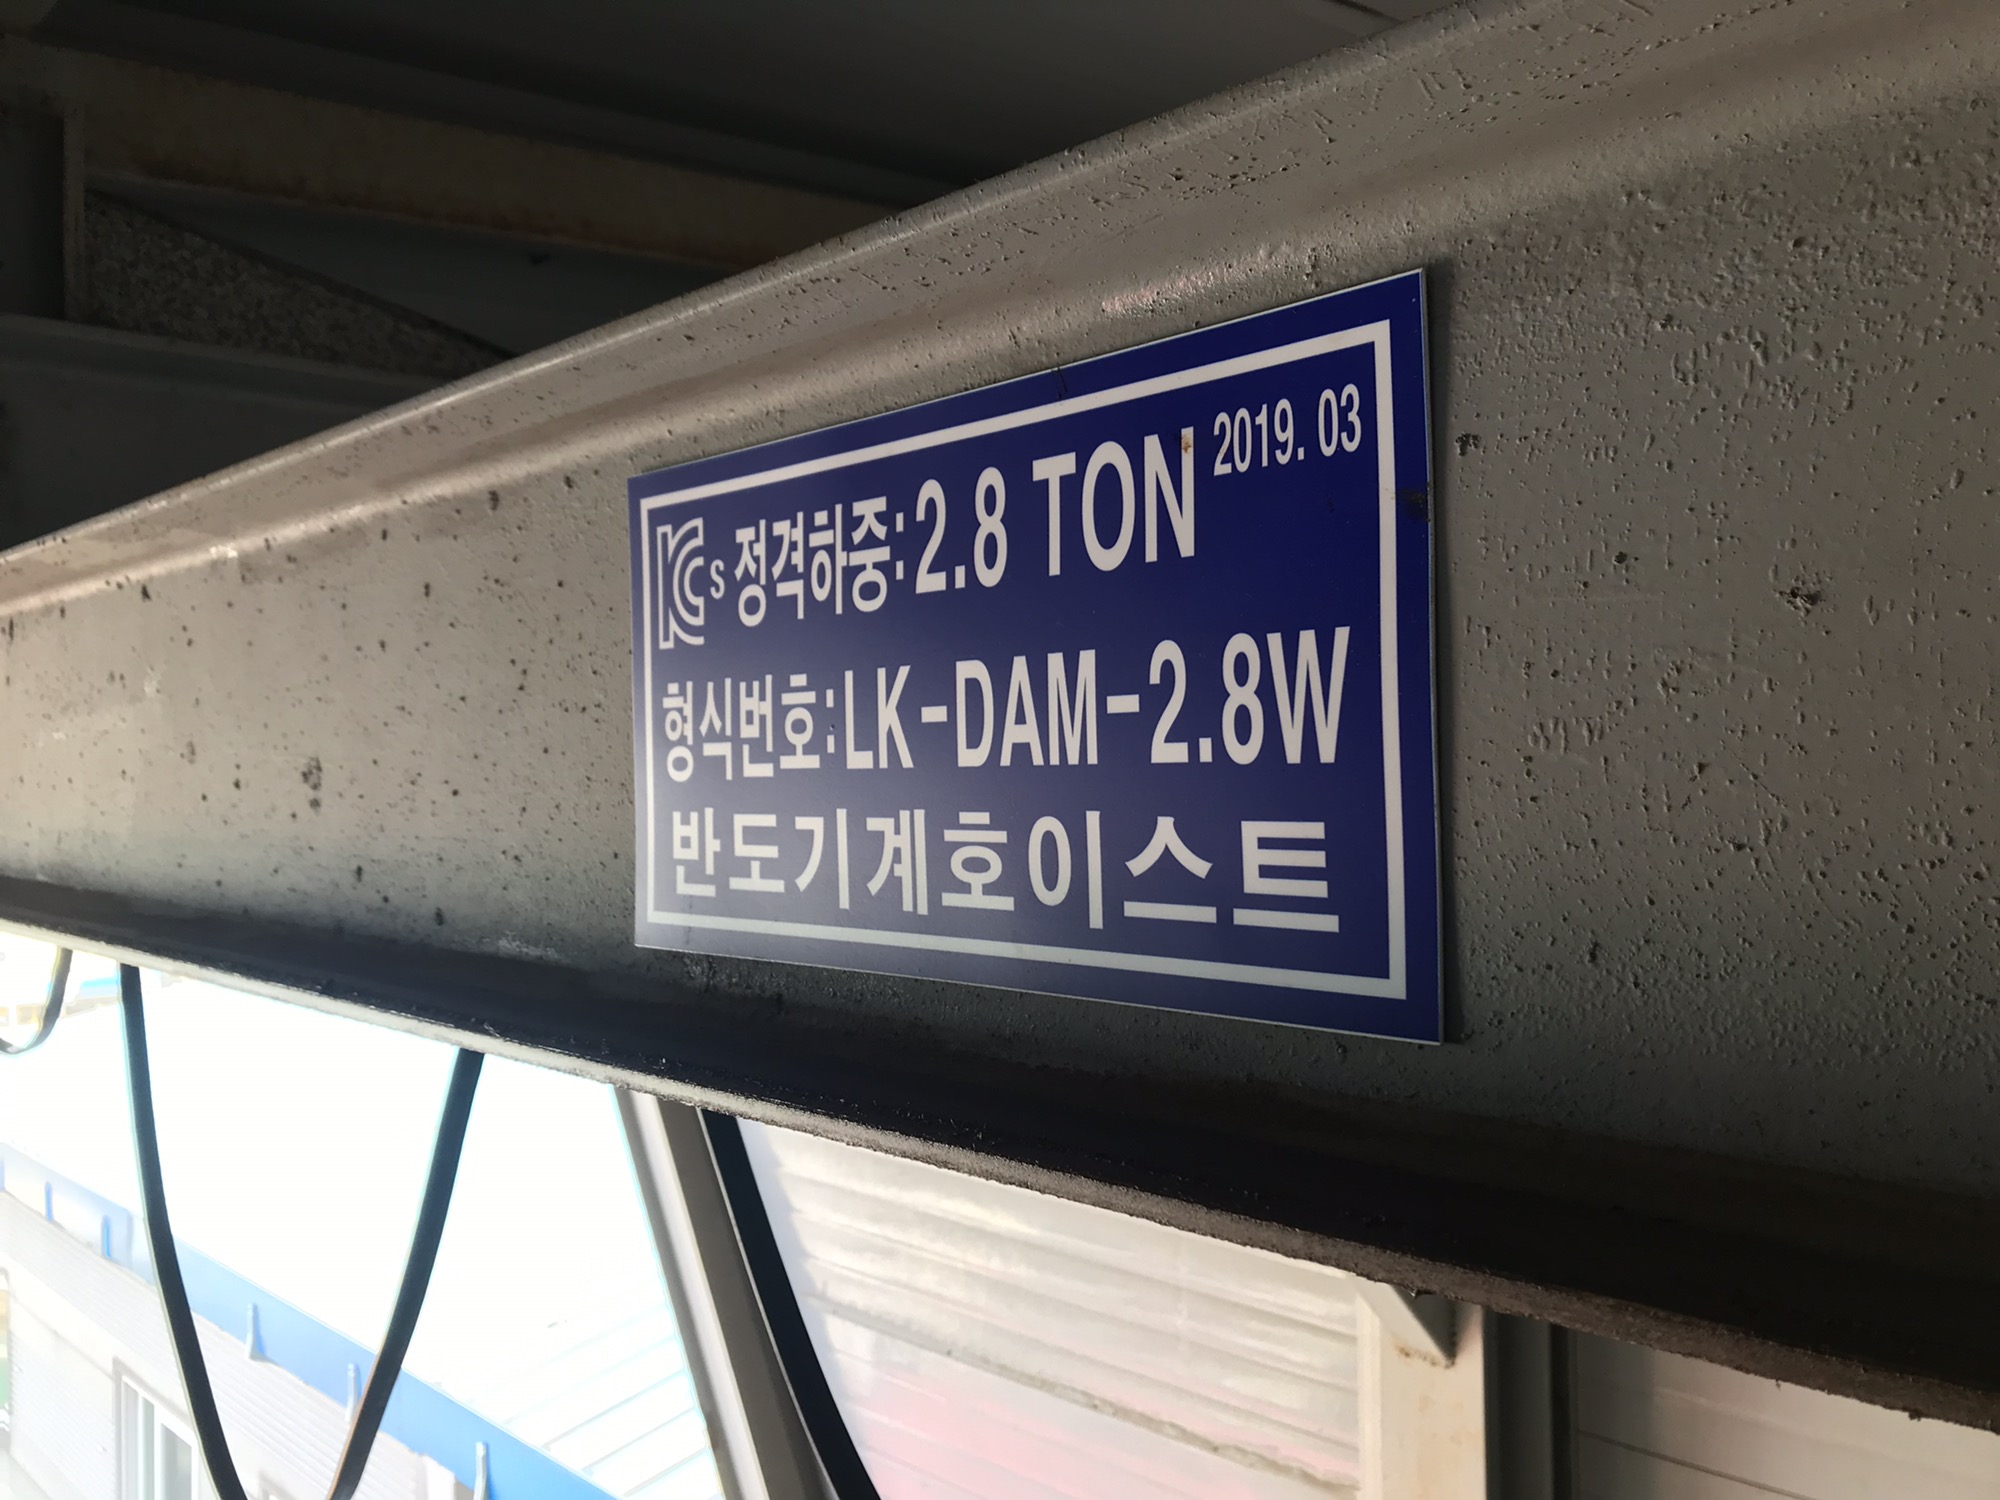 KCs 정격하중:2.8 TON 2019. 03
형식번호:LK-DAM-2.8W
반도기계호이스트